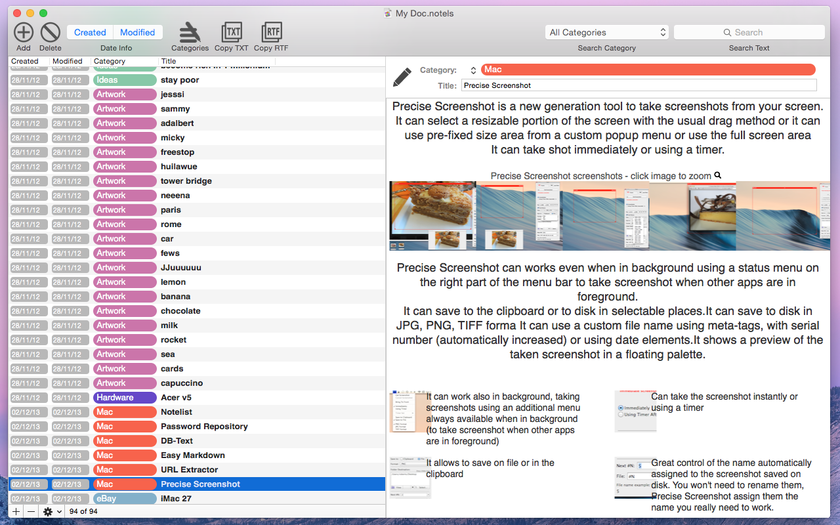 My Doc.notels
Add
Delete
Created Modified
Date Info
Categories
TXT
Copy TXT
RTF
Copy RTF
All Categories
Search Category
Search
Search Text
Created Modified Category Title
28/11/12 28/11/12 Ideas stay poor
28/11/12 28/11/12 Artwork jesssi
28/11/12 28/11/12 Artwork sammy
28/11/12 28/11/12 Artwork adalbert
28/11/12 28/11/12 Artwork micky
28/11/12 28/11/12 Artwork freestop
28/11/12 28/11/12 Artwork huilawue
28/11/12 28/11/12 Artwork tower bridge
28/11/12 28/11/12 Artwork neeena
28/11/12 28/11/12 Artwork paris
28/11/12 28/11/12 Artwork rome
28/11/12 28/11/12 Artwork car
28/11/12 28/11/12 Artwork fews
28/11/12 28/11/12 Artwork JJuuuuuu
28/11/12 28/11/12 Artwork lemon
28/11/12 28/11/12 Artwork banana
28/11/12 28/11/12 Artwork chocolate
28/11/12 28/11/12 Artwork milk
28/11/12 28/11/12 Artwork rocket
28/11/12 28/11/12 Artwork sea
28/11/12 28/11/12 Artwork cards
28/11/12 28/11/12 Artwork capuccino
28/11/12 28/11/12 Hardware Acer v5
02/12/13 02/12/13 Mac Notelist
02/12/13 02/12/13 Mac Password Repository
02/12/13 02/12/13 Mac DB-Text
02/12/13 02/12/13 Mac Easy Markdown
02/12/13 02/12/13 Mac URL Extractor
02/12/13 02/12/13 Mac Precise Screenshot
02/12/13 02/12/13 eBay iMac 27
94 of 94
Category: Mac
Title: Precise Screenshot
Precise Screenshot is a new generation tool to take screenshots from your screen.
It can select a resizable portion of the screen with the usual drag method or it can
use pre-fixed size area from a custom popup menu or use the full screen area
It can take shot immediately or using a timer.
Precise Screenshot screenshots - click image to zoom
Precise Screenshot can works even when in background using a status menu on
the right part of the menu bar to take screenshot when other apps are in
foreground.
It can save to the clipboard or to disk in selectable places.It can save to disk in
JPG, PNG, TIFF forma It can use a custom file name using meta-tags, with serial
number (automatically increased) or using date elements.It shows a preview of the
taken screenshot in a floating palette.
It can work also in background, taking
screenshots using an additional menu
always available when in background
(to take screenshot when other apps
are in foreground)
Immediately
Using Timer
Can take the screenshot instantly or
using a timer
It allows to save on file or in the
clipboard
Next #%: 5
File:
File name example:
Great control of the name automatically
assigned to the screenshot saved on
disk. You won't need to rename them,
Precise Screenshot assign them the
name you really need to work.